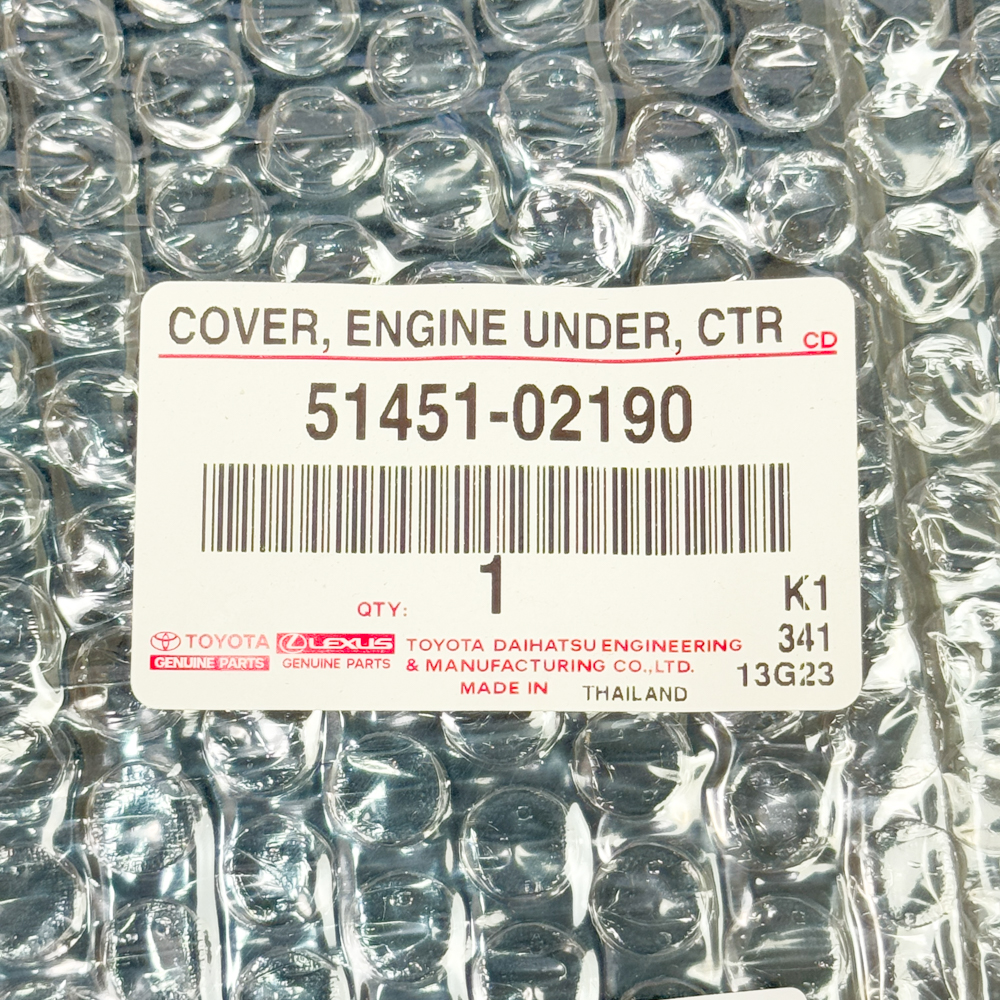 COVER, ENGINE UNDER, CTR CD
51451-02190
QTY: 1
K1
341
13G23
TOYOTA
GENUINE PARTS
LEXUS
GENUINE PARTS
TOYOTA DAIHATSU ENGINEERING
& MANUFACTURING CO.,LTD.
MADE IN THAILAND